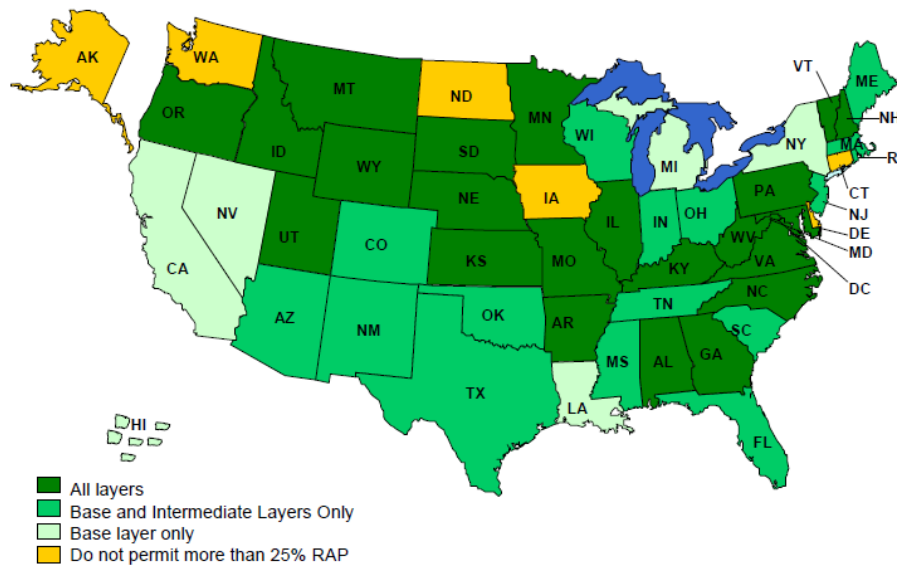 AK
WA
MT
ND
MN
VT
ME
OR
ID
WY
SD
WI
MI
NY
NH
MA
R
CT
NJ
DE
MD
DC
NV
UT
CO
NE
IA
IL
IN
OH
PA
CA
AZ
NM
KS
MO
KY
WV
VA
OK
AR
TN
NC
TX
LA
MS
AL
GA
SC
FL
HI
All layers
Base and Intermediate Layers Only
Base layer only
Do not permit more than 25% RAP